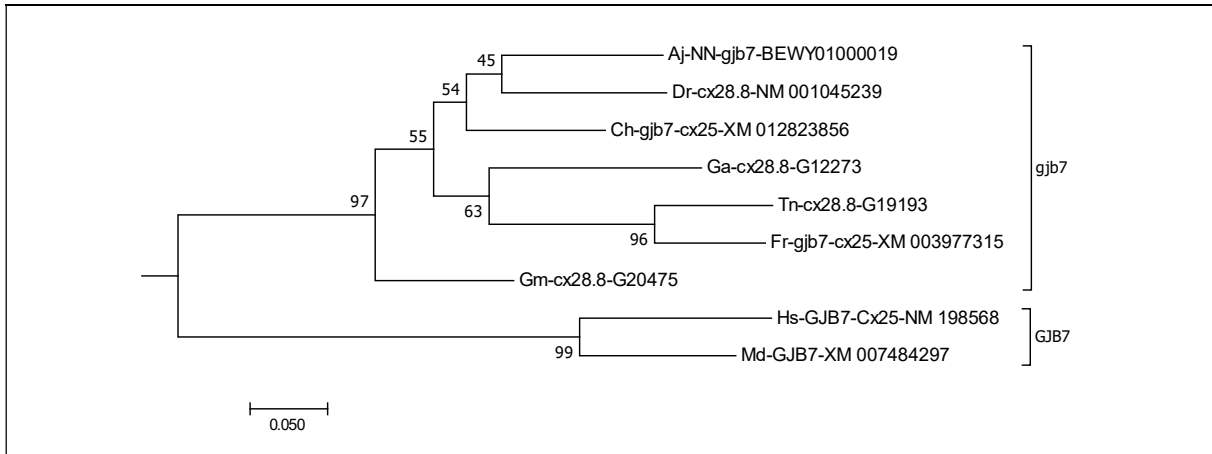 Aj-NN-gjb7-BEWY01000019
45
Dr-cx28.8-NM 001045239
54
Ch-gjb7-cx25-XM 012823856
55
Ga-cx28.8-G12273
gjb7
97
63
Tn-cx28.8-G19193
96
Fr-gjb7-cx25-XM 003977315
Gm-cx28.8-G20475
Hs-GJB7-Cx25-NM 198568
GJB7
99
Md-GJB7-XM 007484297
0.050